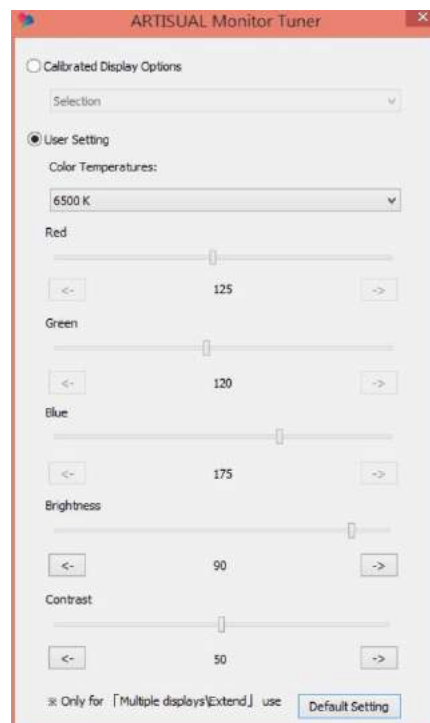 ARTISUAL Monitor Tuner
Calibrated Display Options
Selection
User Setting
Color Temperatures:
6500 K
Red
<- 125 ->
Green
<- 120 ->
Blue
<- 175 ->
Brightness
<- 90 ->
Contrast
<- 50 ->
※ Only for 「Multiple displays\Extend」 use Default Setting